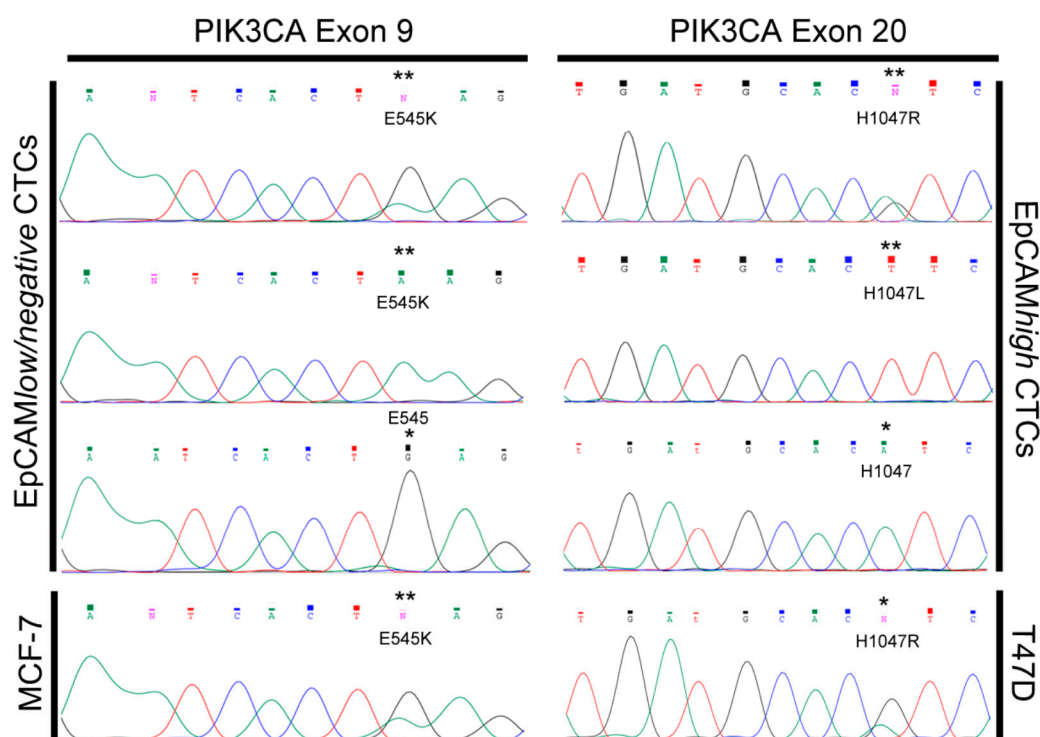 PIK3CA Exon 9
PIK3CA Exon 20
EpCAMlow/negative CTCs
**
A N T C A C T N A G
E545K
**
A N T C A C T A A G
E545K
E545
*
A A T C A C T G A G
MCF-7
**
A N T C A C T N A G
E545K
**
T G A T G C A C N T C
H1047R
**
T G A T G C A C T T C
H1047L
*
t G A t G C A C A T C
H1047
EpCAMhigh CTCs
*
T G A t G C A C N T C
H1047R
T47D